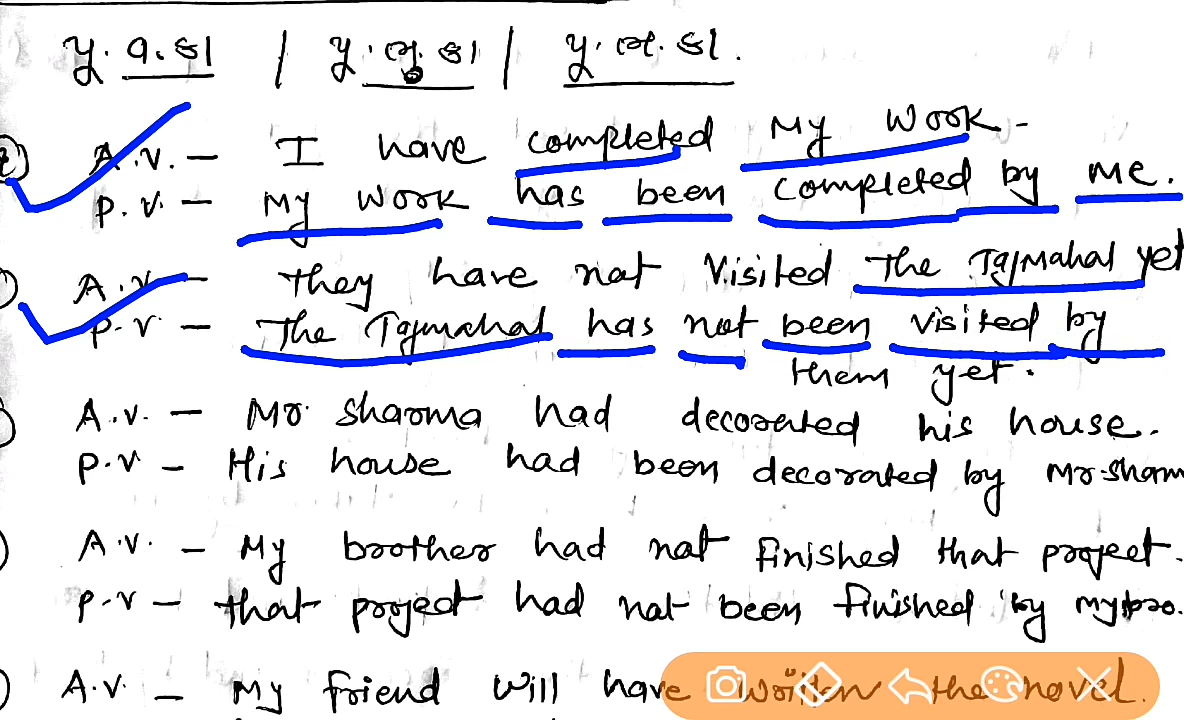 પૂ. વ. કા / પૂ. ભૂ. કા / પૂ. ભ. કા.
A.V. - I have completed My work -
P.V. - My work has been completed by me.
A.V - They have not visited The Tajmahal yet
P.V - The Tajmahal has not been visited by
them yet.
A.V. - Mr. sharma had decorated his house.
P.V - His house had been decorated by Mr. sharm
A.V. - My brother had not finished that project.
P.V - that project had not been finished by my bro.
A.V. - My friend will have written the novel.